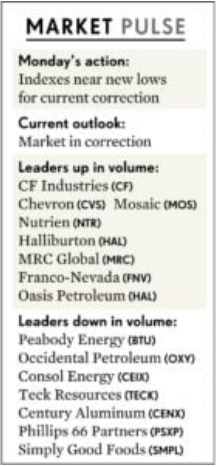 MARKET PULSE
Monday's action:
Indexes near new lows
for current correction
Current outlook:
Market in correction
Leaders up in volume:
CF Industries (CF)
Chevron (CVS) Mosaic (MOS)
Nutrien (NTR)
Halliburton (HAL)
MRC Global (MRC)
Franco-Nevada (FNV)
Oasis Petroleum (HAL)
Leaders down in volume:
Peabody Energy (BTU)
Occidental Petroleum (OXY)
Consol Energy (CEIX)
Teck Resources (TECK)
Century Aluminum (CENX)
Phillips 66 Partners (PSXP)
Simply Good Foods (SMPL)